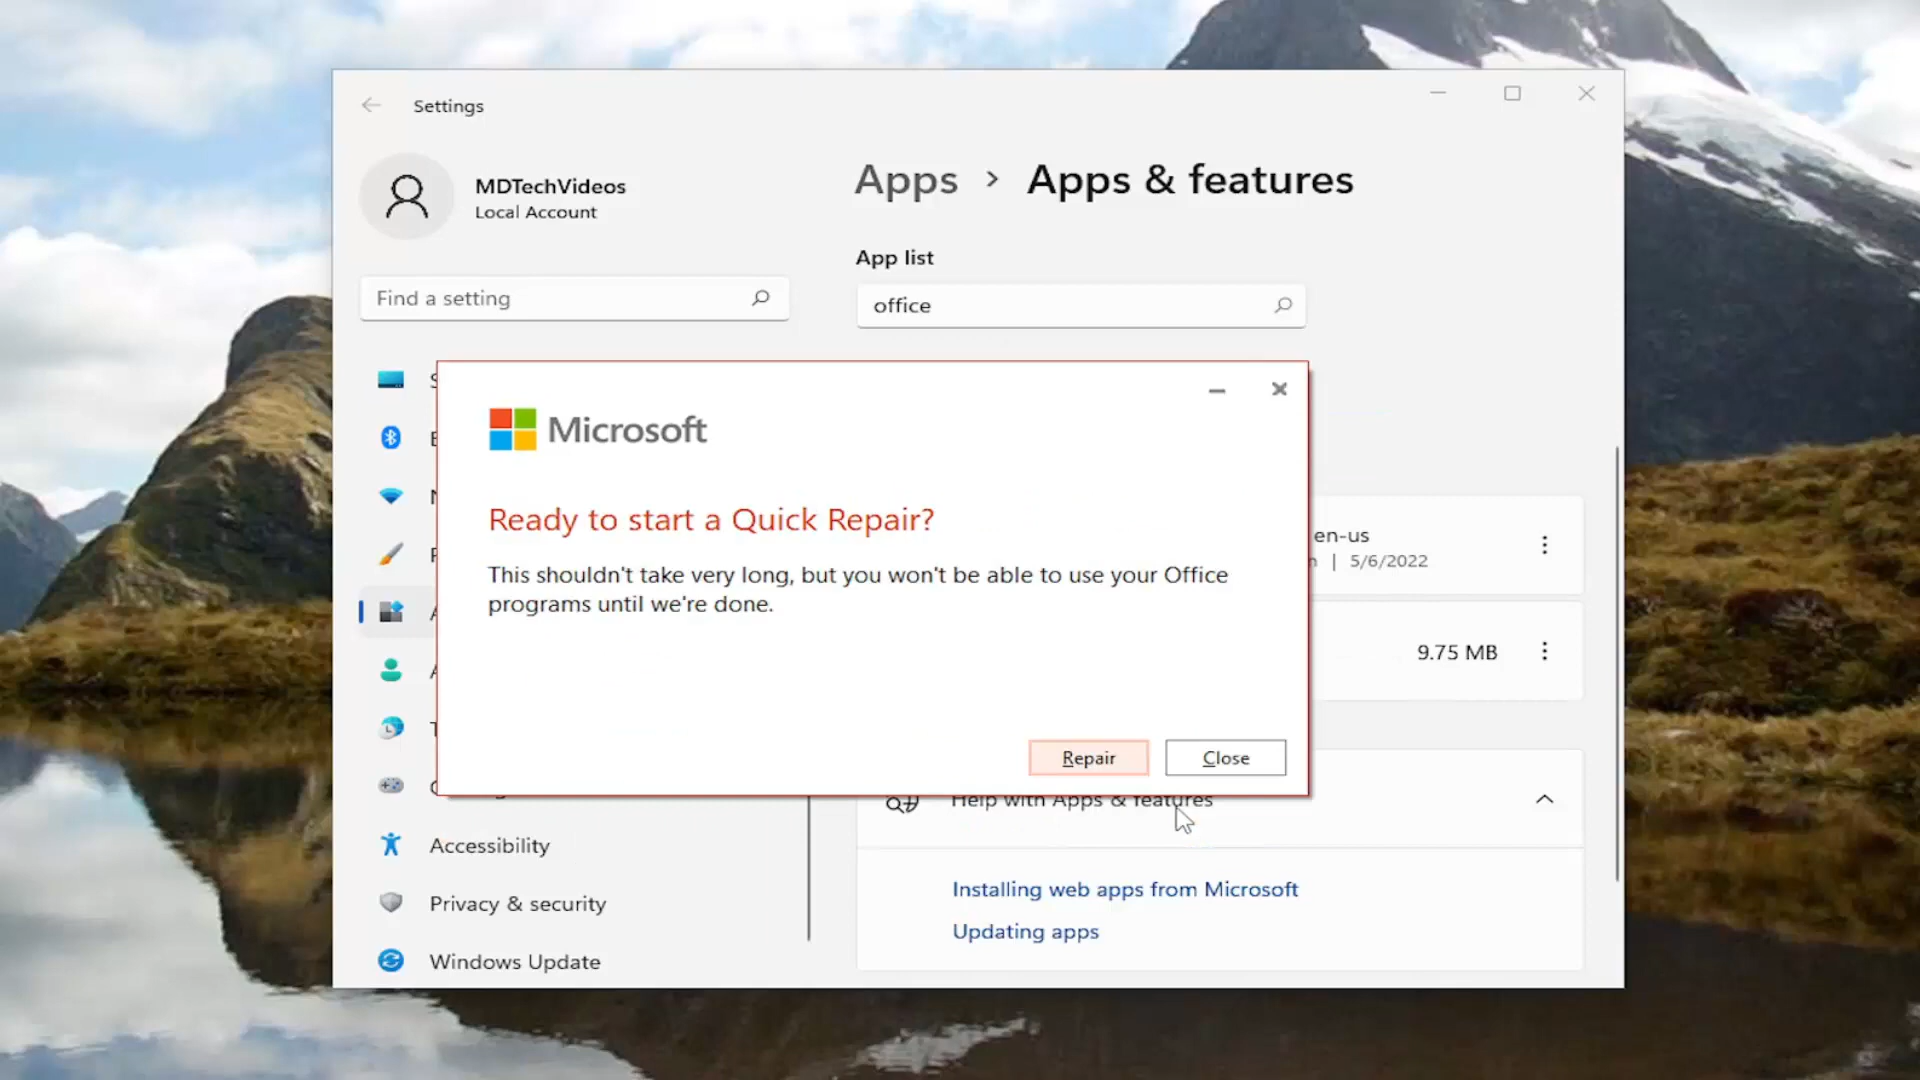 Settings
MDTechVideos
Local Account
Find a setting
Apps > Apps & features
App list
office
Microsoft
Ready to start a Quick Repair?
This shouldn't take very long, but you won't be able to use your Office
programs until we're done.
Repair
Close
en-us
| 5/6/2022
9.75 MB
Help with Apps & features
Installing web apps from Microsoft
Updating apps
Accessibility
Privacy & security
Windows Update